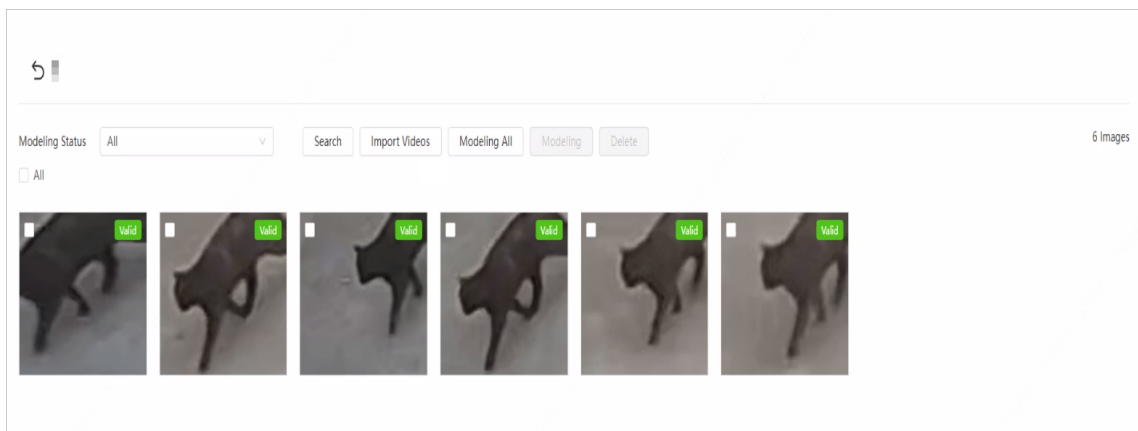 Modeling Status All Search Import Videos Modeling All Modeling Delete 6 Images
All
Valid Valid Valid Valid Valid Valid